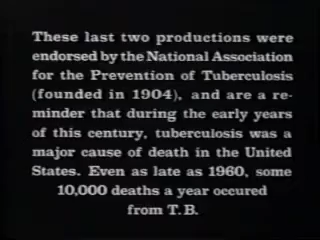 These last two productions were
endorsed by the National Association
for the Prevention of Tuberculosis
(founded in 1904), and are a re-
minder that during the early years
of this century, tuberculosis was a
major cause of death in the United
States. Even as late as 1960, some
10,000 deaths a year occured
from T.B.